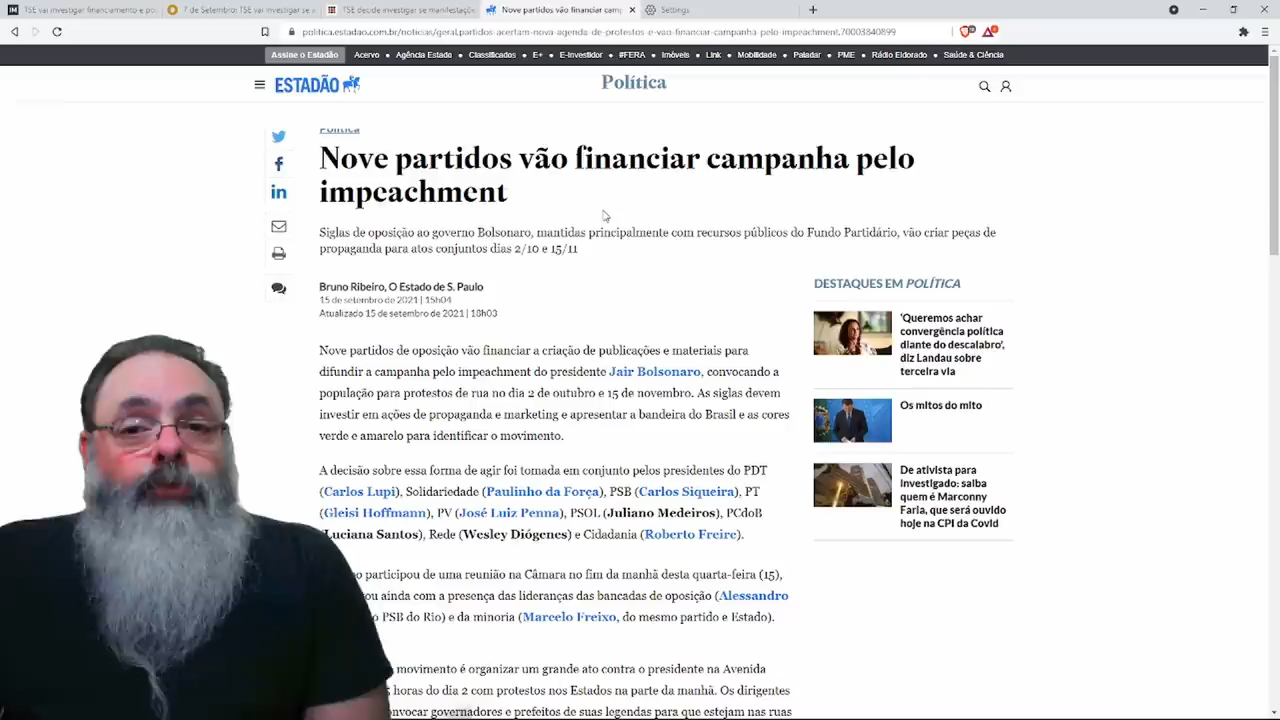 TSE vai investigar financiamento e po
7 de Setembro: TSE vai investigar se a
TSE decide investigar se manifestaçõe
Nove partidos vão financiar camp
Settings
politica.estadao.com.br/noticias/geral,partidos-acertam-nova-agenda-de-protestos-e-vao-financiar-campanha-pelo-impeachment,70003840899
Assine o Estadão Acervo Agência Estado Classificados E+ E-Investidor #FERA Imóveis Link Mobilidade Paladar PME Rádio Eldorado Saúde & Ciência
ESTADÃO
Política
Política
Nove partidos vão financiar campanha pelo
impeachment
Siglas de oposição ao governo Bolsonaro, mantidas principalmente com recursos públicos do Fundo Partidário, vão criar peças de
propaganda para atos conjuntos dias 2/10 e 15/11
Bruno Ribeiro, O Estado de S. Paulo
15 de setembro de 2021 | 15h04
Atualizado 15 de setembro de 2021 | 18h03
Nove partidos de oposição vão financiar a criação de publicações e materiais para
difundir a campanha pelo impeachment do presidente Jair Bolsonaro, convocando a
população para protestos de rua no dia 2 de outubro e 15 de novembro. As siglas devem
investir em ações de propaganda e marketing e apresentar a bandeira do Brasil e as cores
verde e amarelo para identificar o movimento.
A decisão sobre essa forma de agir foi tomada em conjunto pelos presidentes do PDT
(Carlos Lupi), Solidariedade (Paulinho da Força), PSB (Carlos Siqueira), PT
(Gleisi Hoffmann), PV (José Luiz Penna), PSOL (Juliano Medeiros), PCdoB
Luciana Santos), Rede (Wesley Diógenes) e Cidadania (Roberto Freire).
o participou de uma reunião na Câmara no fim da manhã desta quarta-feira (15),
ou ainda com a presença das lideranças das bancadas de oposição (Alessandro
o PSB do Rio) e da minoria (Marcelo Freixo, do mesmo partido e Estado).
movimento é organizar um grande ato contra o presidente na Avenida
horas do dia 2 com protestos nos Estados na parte da manhã. Os dirigentes
nvocar governadores e prefeitos de suas legendas para que estejam nas ruas
DESTAQUES EM POLÍTICA
'Queremos achar
convergência política
diante do descalabro',
diz Landau sobre
terceira via
Os mitos do mito
De ativista para
investigado: saiba
quem é Marconny
Faria, que será ouvido
hoje na CPI da Covid